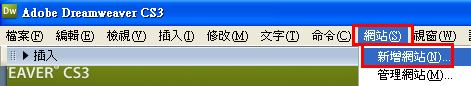 Dw Adobe Dreamweaver CS3
檔案(F) 編輯(E) 檢視(V) 插入(I) 修改(M) 文字(T) 命令(C) 網站(S) 視窗(W)
▶ 插入 新增網站(N)...
EAVER® CS3 管理網站(M)...